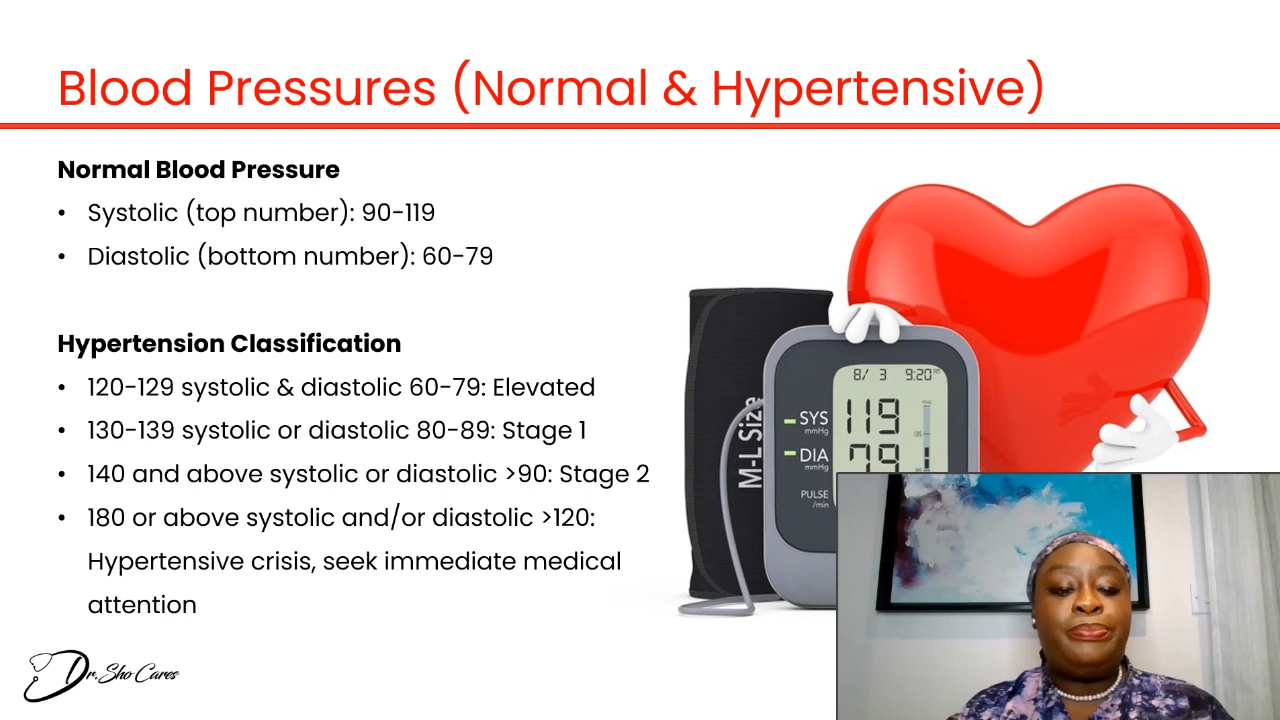 Blood Pressures (Normal & Hypertensive)
Normal Blood Pressure
• Systolic (top number): 90-119
• Diastolic (bottom number): 60-79
Hypertension Classification
• 120-129 systolic & diastolic 60-79: Elevated
• 130-139 systolic or diastolic 80-89: Stage 1
• 140 and above systolic or diastolic >90: Stage 2
• 180 or above systolic and/or diastolic >120:
Hypertensive crisis, seek immediate medical
attention
M-L Size
8/ 3 9:20
SYS 119
mmHg
DIA 79
mmHg
PULSE
/min
Dr. Sho Cares